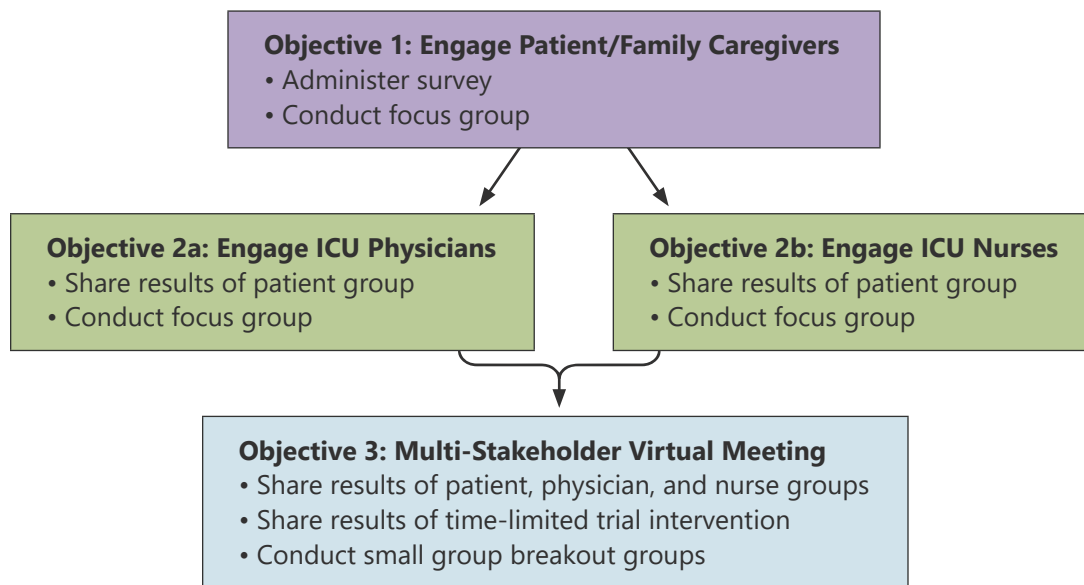 Objective 1: Engage Patient/Family Caregivers
• Administer survey
• Conduct focus group
Objective 2a: Engage ICU Physicians
• Share results of patient group
• Conduct focus group
Objective 2b: Engage ICU Nurses
• Share results of patient group
• Conduct focus group
Objective 3: Multi-Stakeholder Virtual Meeting
• Share results of patient, physician, and nurse groups
• Share results of time-limited trial intervention
• Conduct small group breakout groups